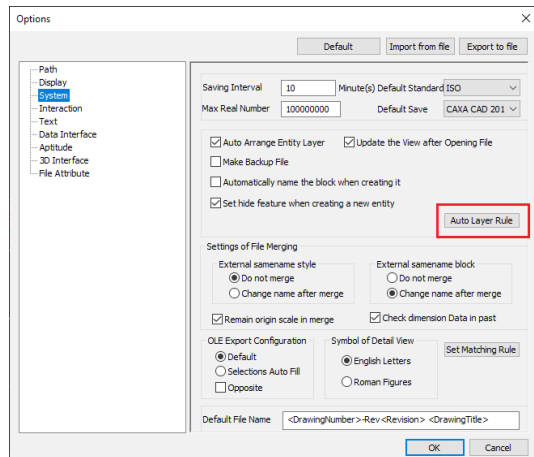 Options
Default Import from file Export to file
Path
Display
System
Interaction
Text
Data Interface
Aptitude
3D Interface
File Attribute
Saving Interval 10 Minute(s) Default Standard ISO
Max Real Number 100000000 Default Save CAXA CAD 201
Auto Arrange Entity Layer Update the View after Opening File
Make Backup File
Automatically name the block when creating it
Set hide feature when creating a new entity
Auto Layer Rule
Settings of File Merging
External samename style External samename block
Do not merge Do not merge
Change name after merge Change name after merge
Remain origin scale in merge Check dimension Data in past
OLE Export Configuration Symbol of Detail View
Default English Letters Set Matching Rule
Selections Auto Fill
Opposite Roman Figures
Default File Name <DrawingNumber>-Rev<Revision> <DrawingTitle>
OK Cancel